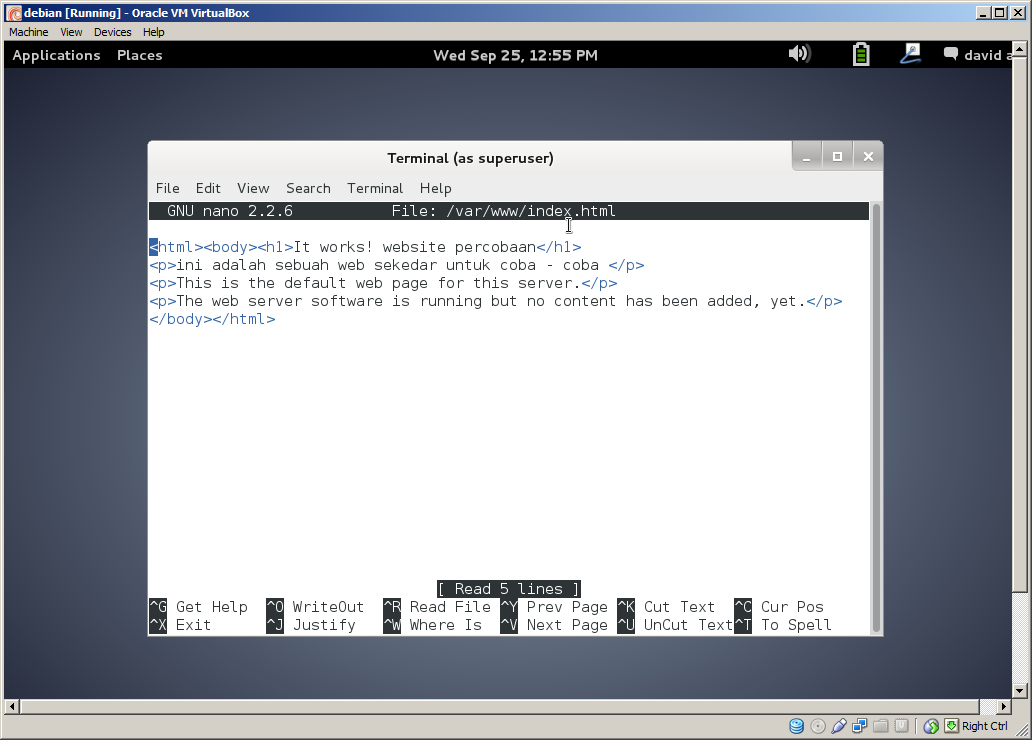 debian [Running] - Oracle VM VirtualBox
Machine View Devices Help
Applications Places Wed Sep 25, 12:55 PM david a
Terminal (as superuser)
File Edit View Search Terminal Help
GNU nano 2.2.6 File: /var/www/index.html
<html><body><h1>It works! website percobaan</h1>
<p>ini adalah sebuah web sekedar untuk coba - coba </p>
<p>This is the default web page for this server.</p>
<p>The web server software is running but no content has been added, yet.</p>
</body></html>
[ Read 5 lines ]
^G Get Help ^O WriteOut ^R Read File ^Y Prev Page ^K Cut Text ^C Cur Pos
^X Exit ^J Justify ^W Where Is ^V Next Page ^U UnCut Text ^T To Spell
Right Ctrl